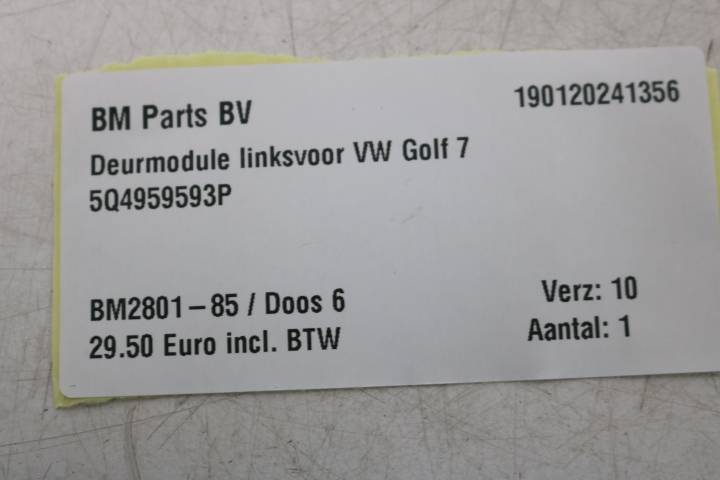 BM Parts BV
190120241356
Deurmodule linksvoor VW Golf 7
5Q4959593P
BM2801-85 / Doos 6
Verz: 10
29.50 Euro incl. BTW
Aantal: 1